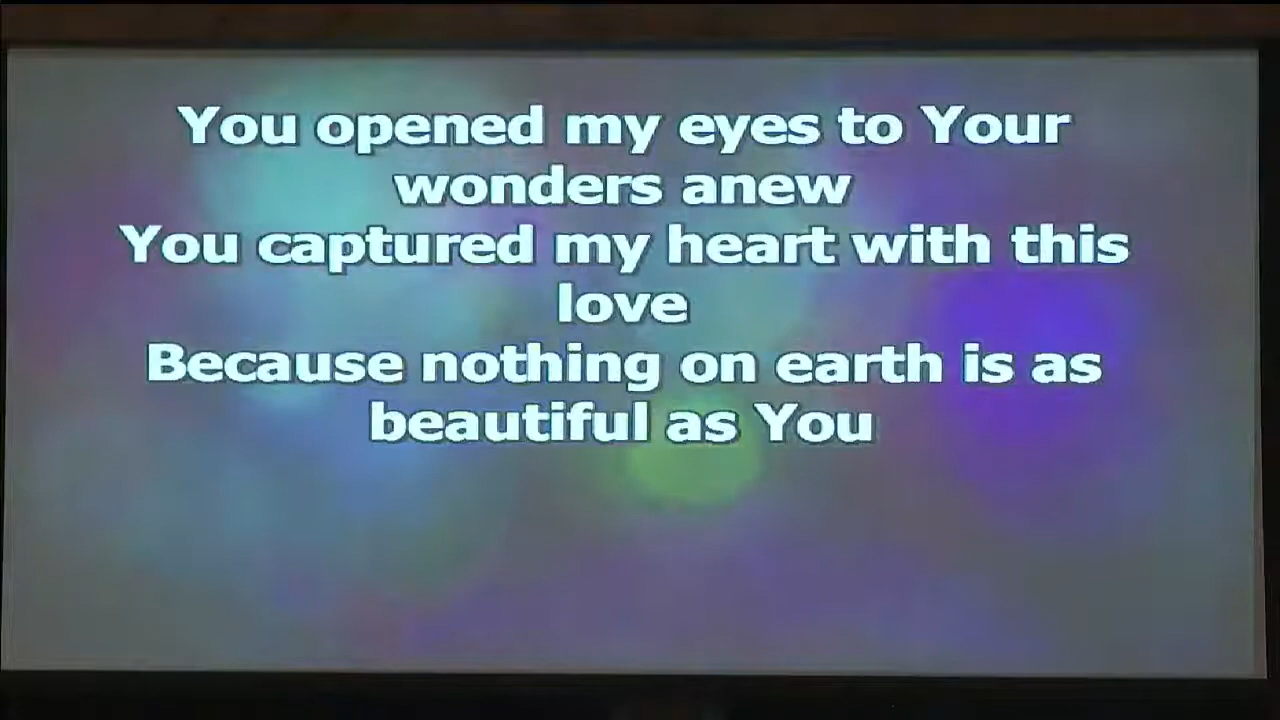 You opened my eyes to Your
wonders anew
You captured my heart with this
love
Because nothing on earth is as
beautiful as You